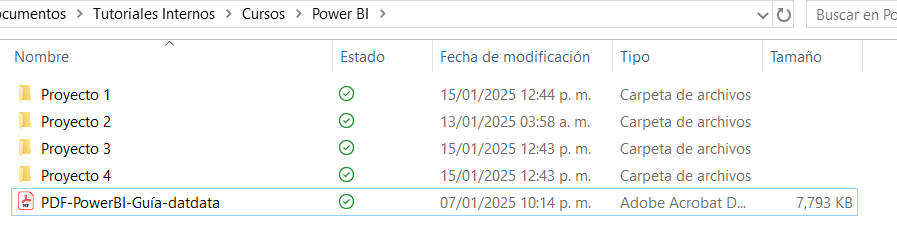 ocumentos > Tutoriales Internos > Cursos > Power BI >
Buscar en Po
Nombre Estado Fecha de modificación Tipo Tamaño
Proyecto 1 15/01/2025 12:44 p. m. Carpeta de archivos
Proyecto 2 13/01/2025 03:58 a. m. Carpeta de archivos
Proyecto 3 15/01/2025 12:43 p. m. Carpeta de archivos
Proyecto 4 15/01/2025 12:43 p. m. Carpeta de archivos
PDF-PowerBI-Guía-datdata 07/01/2025 10:14 p. m. Adobe Acrobat D... 7,793 KB